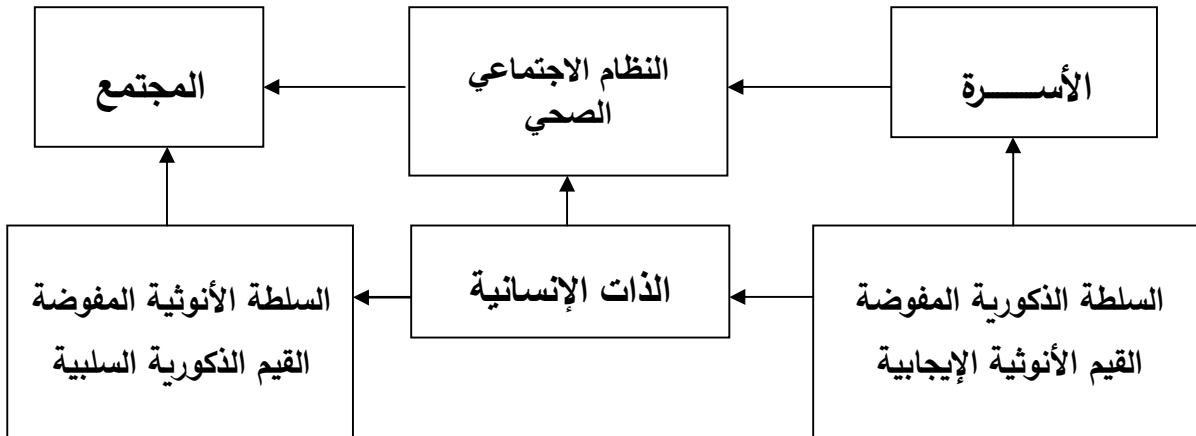 الأســـــرة
النظام الاجتماعي
الصحي
المجتمع
السلطة الذكورية المفوضة
القيم الأنوثية الإيجابية
الذات الإنسانية
السلطة الأنوثية المفوضة
القيم الذكورية السلبية